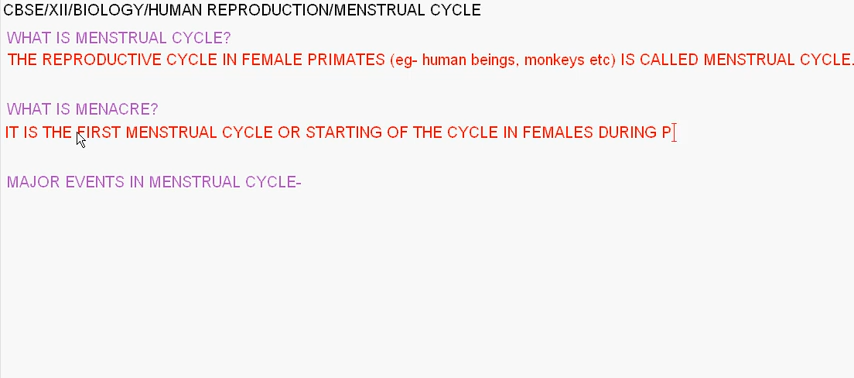 CBSE/XII/BIOLOGY/HUMAN REPRODUCTION/MENSTRUAL CYCLE
WHAT IS MENSTRUAL CYCLE?
THE REPRODUCTIVE CYCLE IN FEMALE PRIMATES (eg- human beings, monkeys etc) IS CALLED MENSTRUAL CYCLE.
WHAT IS MENACRE?
IT IS THE FIRST MENSTRUAL CYCLE OR STARTING OF THE CYCLE IN FEMALES DURING P
MAJOR EVENTS IN MENSTRUAL CYCLE-